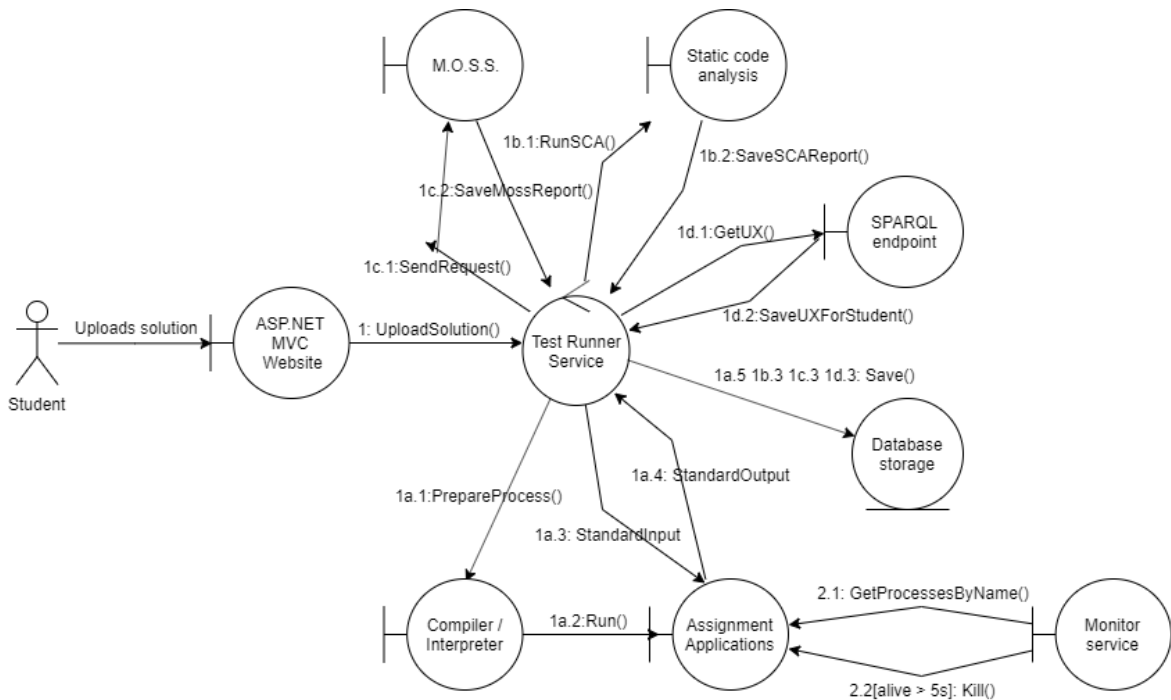 M.O.S.S.
Static code
analysis
1b.1:RunSCA()
1b.2:SaveSCAReport()
1c.2:SaveMossReport()
SPARQL
endpoint
1d.1:GetUX()
1c.1:SendRequest()
Uploads solution
ASP.NET
MVC
Website
1: UploadSolution()
1d.2:SaveUXForStudent()
Test Runner
Service
Student
1a.5 1b.3 1c.3 1d.3: Save()
Database
storage
1a.4: StandardOutput
1a.1:PrepareProcess()
1a.3: StandardInput
2.1: GetProcessesByName()
Compiler /
Interpreter
1a.2:Run()
Assignment
Applications
Monitor
service
2.2[alive > 5s]: Kill()